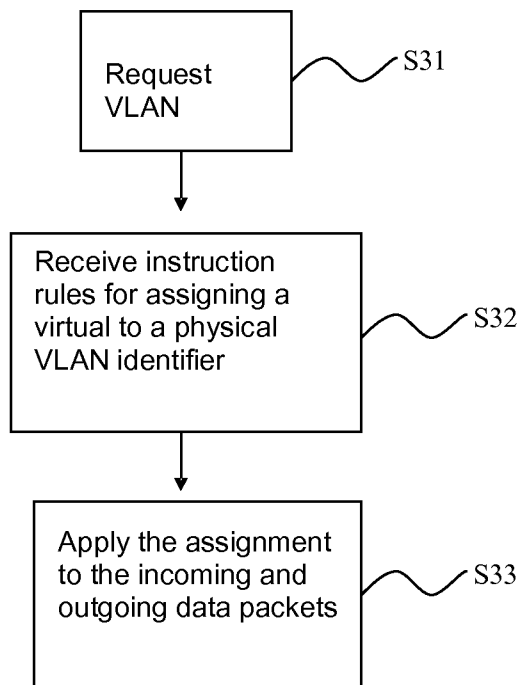 Request
VLAN
S31
Receive instruction
rules for assigning a
virtual to a physical
VLAN identifier
S32
Apply the assignment
to the incoming and
outgoing data packets
S33